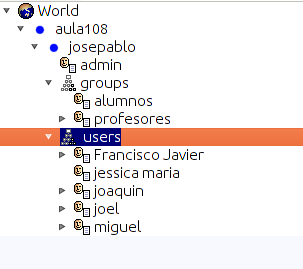 World
aula108
josepablo
admin
groups
alumnos
profesores
users
Francisco Javier
jessica maria
joaquin
joel
miguel